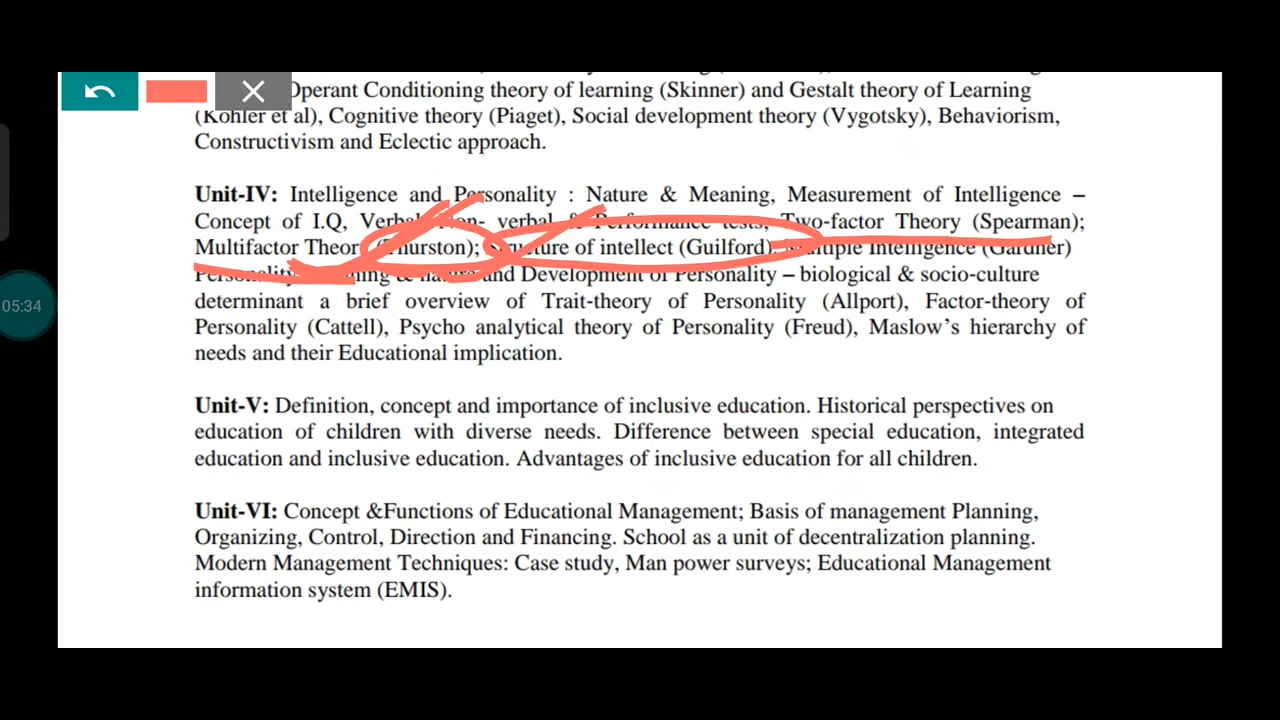 Operant Conditioning theory of learning (Skinner) and Gestalt theory of Learning
(Kohler et al), Cognitive theory (Piaget), Social development theory (Vygotsky), Behaviorism,
Constructivism and Eclectic approach.
Unit-IV: Intelligence and Personality : Nature & Meaning, Measurement of Intelligence –
Concept of I.Q, Verbal Non- verbal & Performance tests, Two-factor Theory (Spearman);
Multifactor Theory (Thurston); Structure of intellect (Guilford), Multiple Intelligence (Gardner)
Personality & nature and Development of Personality – biological & socio-culture
determinant a brief overview of Trait-theory of Personality (Allport), Factor-theory of
Personality (Cattell), Psycho analytical theory of Personality (Freud), Maslow's hierarchy of
needs and their Educational implication.
Unit-V: Definition, concept and importance of inclusive education. Historical perspectives on
education of children with diverse needs. Difference between special education, integrated
education and inclusive education. Advantages of inclusive education for all children.
Unit-VI: Concept &Functions of Educational Management; Basis of management Planning,
Organizing, Control, Direction and Financing. School as a unit of decentralization planning.
Modern Management Techniques: Case study, Man power surveys; Educational Management
information system (EMIS).
05:34